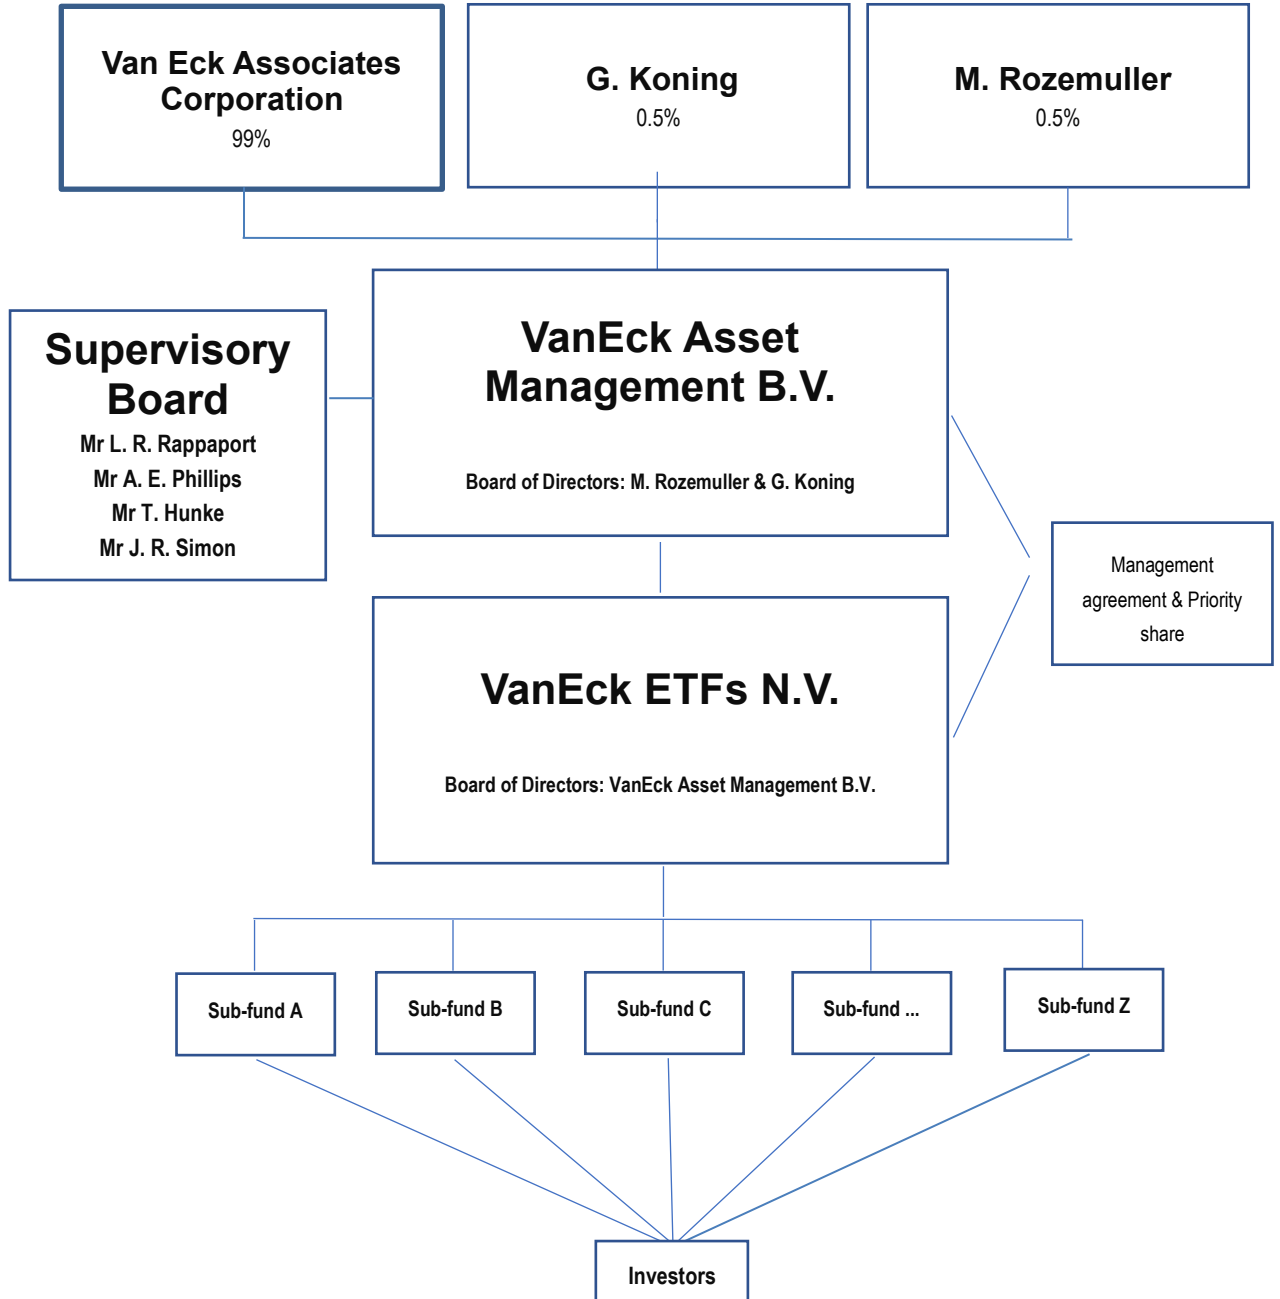 Van Eck Associates
Corporation
99%
G. Koning
0.5%
M. Rozemuller
0.5%
Supervisory
Board
Mr L. R. Rappaport
Mr A. E. Phillips
Mr T. Hunke
Mr J. R. Simon
VanEck Asset
Management B.V.
Board of Directors: M. Rozemuller & G. Koning
Management
agreement & Priority
share
VanEck ETFs N.V.
Board of Directors: VanEck Asset Management B.V.
Sub-fund A
Sub-fund B
Sub-fund C
Sub-fund ...
Sub-fund Z
Investors